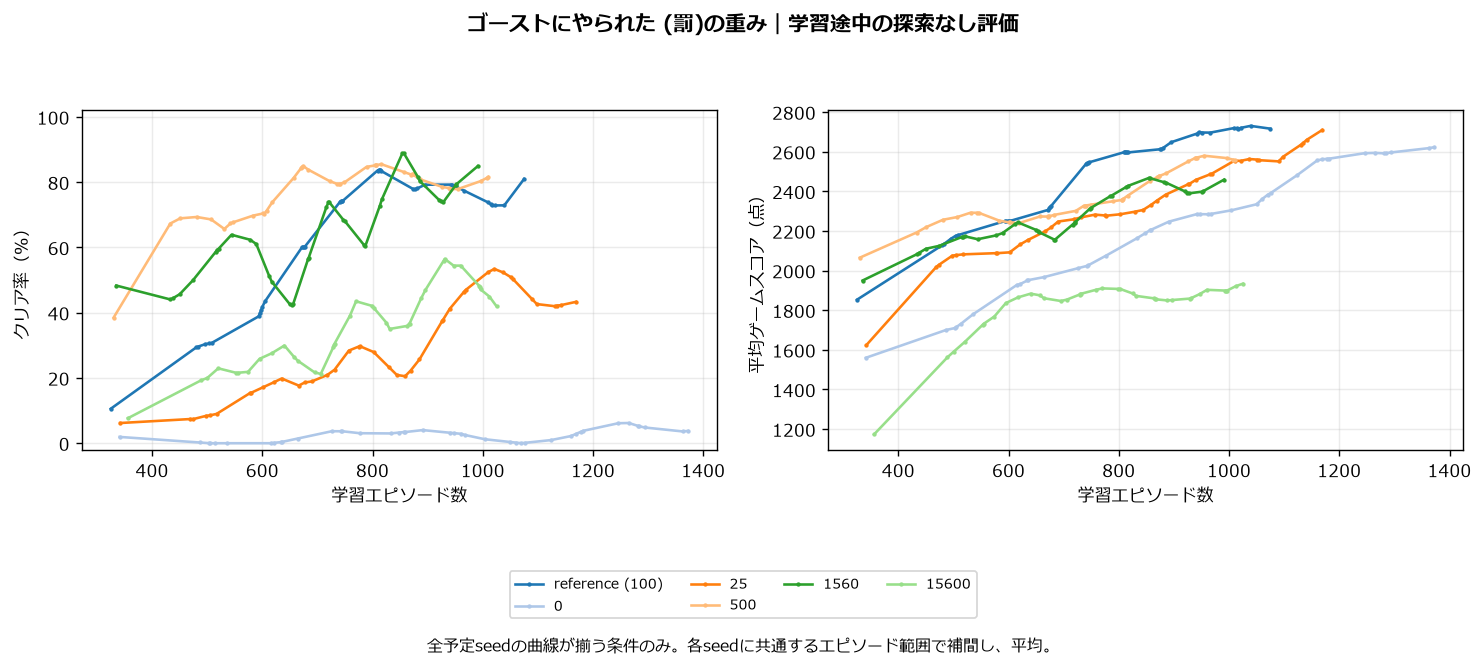 ゴーストにやられた (罰)の重み｜学習途中の探索なし評価
クリア率 (%)
100
80
60
40
20
0
400 600 800 1000 1200 1400
学習エピソード数
平均ゲームスコア (点)
2800
2600
2400
2200
2000
1800
1600
1400
1200
400 600 800 1000 1200 1400
学習エピソード数
reference (100) 25 1560 15600
0 500
全予定seedの曲線が揃う条件のみ。各seedに共通するエピソード範囲で補間し、平均。